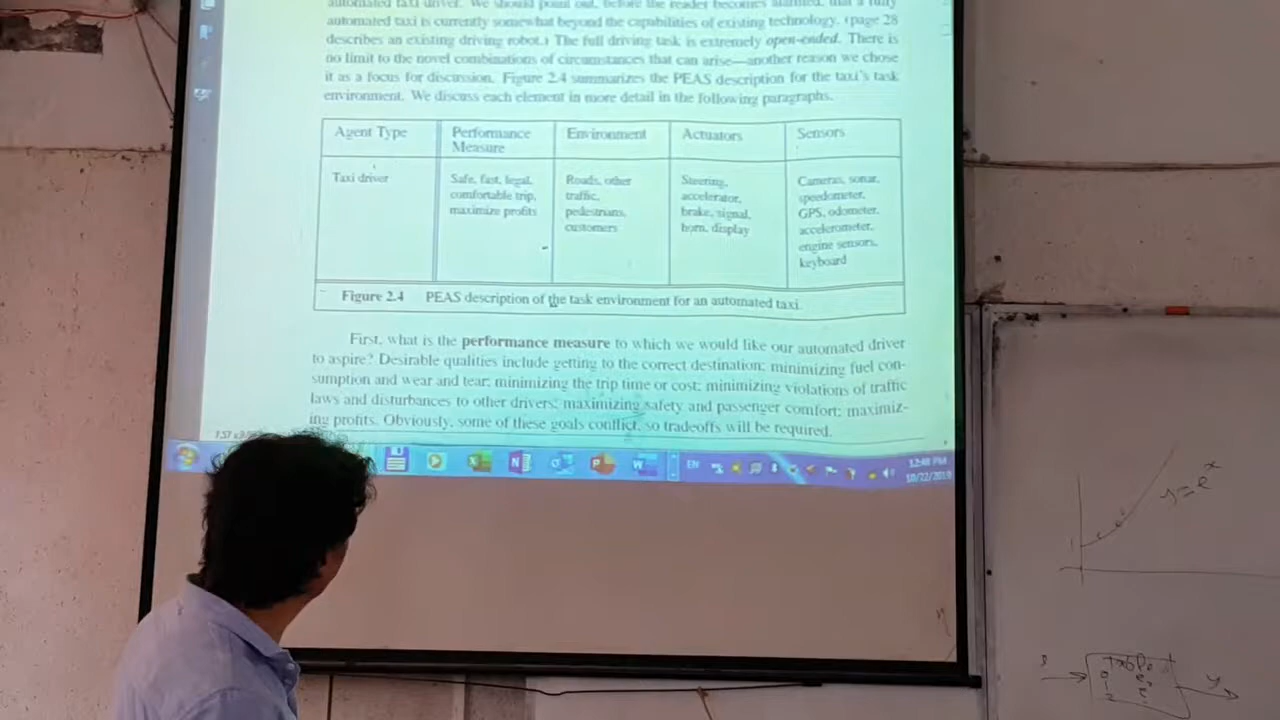 automated taxi driver. We should point out, before the reader becomes alarmed, that a fully
automated taxi is currently somewhat beyond the capabilities of existing technology. (page 28
describes an existing driving robot.) The full driving task is extremely open-ended. There is
no limit to the novel combinations of circumstances that can arise—another reason we chose
it as a focus for discussion. Figure 2.4 summarizes the PEAS description for the taxi's task
environment. We discuss each element in more detail in the following paragraphs.
Agent Type
Performance
Measure
Environment
Actuators
Sensors
Taxi driver
Safe, fast, legal,
comfortable trip,
maximize profits
Roads, other
traffic,
pedestrians,
customers
Steering,
accelerator,
brake, signal,
horn, display
Cameras, sonar,
speedometer,
GPS, odometer,
accelerometer,
engine sensors,
keyboard
Figure 2.4 PEAS description of the task environment for an automated taxi.
First, what is the performance measure to which we would like our automated driver
to aspire? Desirable qualities include getting to the correct destination; minimizing fuel con-
sumption and wear and tear; minimizing the trip time or cost; minimizing violations of traffic
laws and disturbances to other drivers; maximizing safety and passenger comfort; maximiz-
ing profits. Obviously, some of these goals conflict, so tradeoffs will be required.
EN
12:48 PM
10/22/2019
y=e^x
1
Table
y